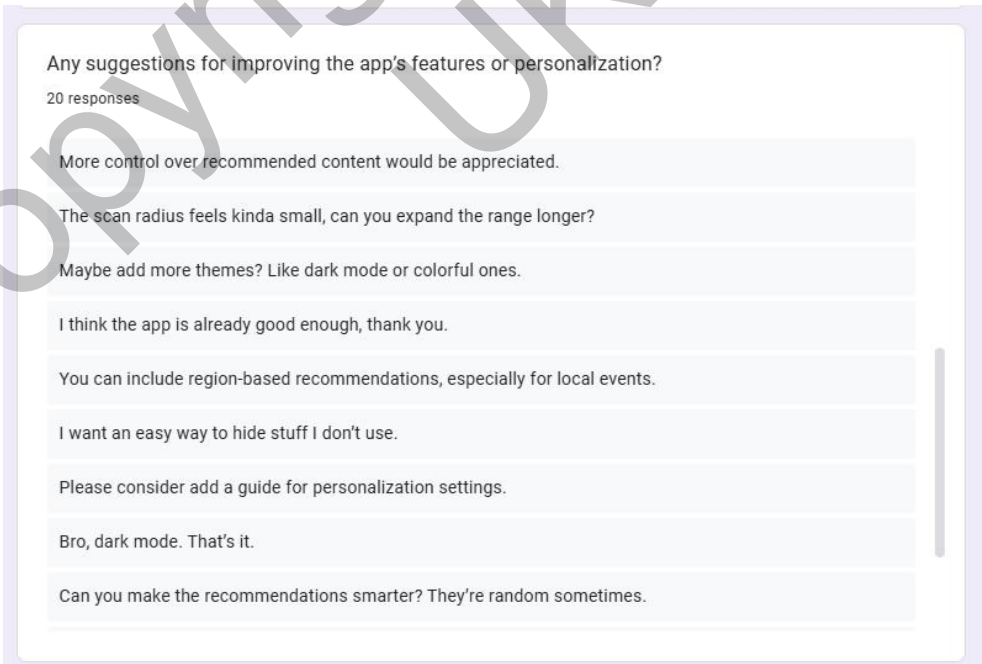 Any suggestions for improving the app's features or personalization?
20 responses
More control over recommended content would be appreciated.
The scan radius feels kinda small, can you expand the range longer?
Maybe add more themes? Like dark mode or colorful ones.
I think the app is already good enough, thank you.
You can include region-based recommendations, especially for local events.
I want an easy way to hide stuff I don't use.
Please consider add a guide for personalization settings.
Bro, dark mode. That's it.
Can you make the recommendations smarter? They're random sometimes.